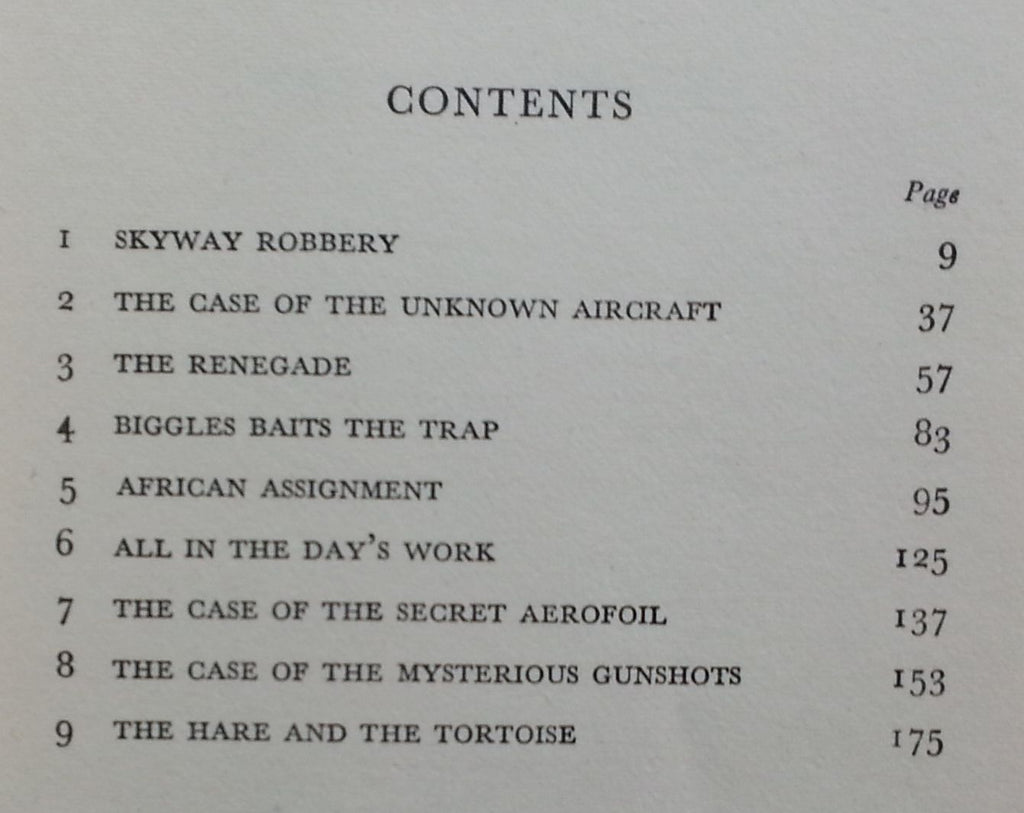 CONTENTS
Page
1 SKYWAY ROBBERY 9
2 THE CASE OF THE UNKNOWN AIRCRAFT 37
3 THE RENEGADE 57
4 BIGGLES BAITS THE TRAP 83
5 AFRICAN ASSIGNMENT 95
6 ALL IN THE DAY'S WORK 125
7 THE CASE OF THE SECRET AEROFOIL 137
8 THE CASE OF THE MYSTERIOUS GUNSHOTS 153
9 THE HARE AND THE TORTOISE 175